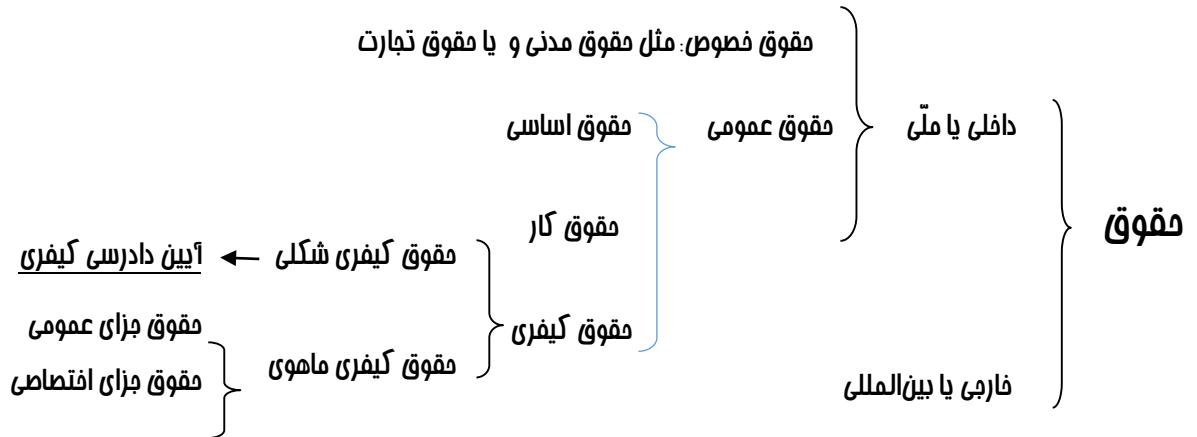 حقوق خصوص: مثل حقوق مدنی و یا حقوق تجارت
حقوق
داخلی یا ملّی
حقوق عمومی
حقوق اساسی
حقوق کار
حقوق کیفری
حقوق کیفری شکلی
آیین دادرسی کیفری
حقوق کیفری ماهوی
حقوق جزای عمومی
حقوق جزای اختصاصی
خارجی یا بین‌المللی